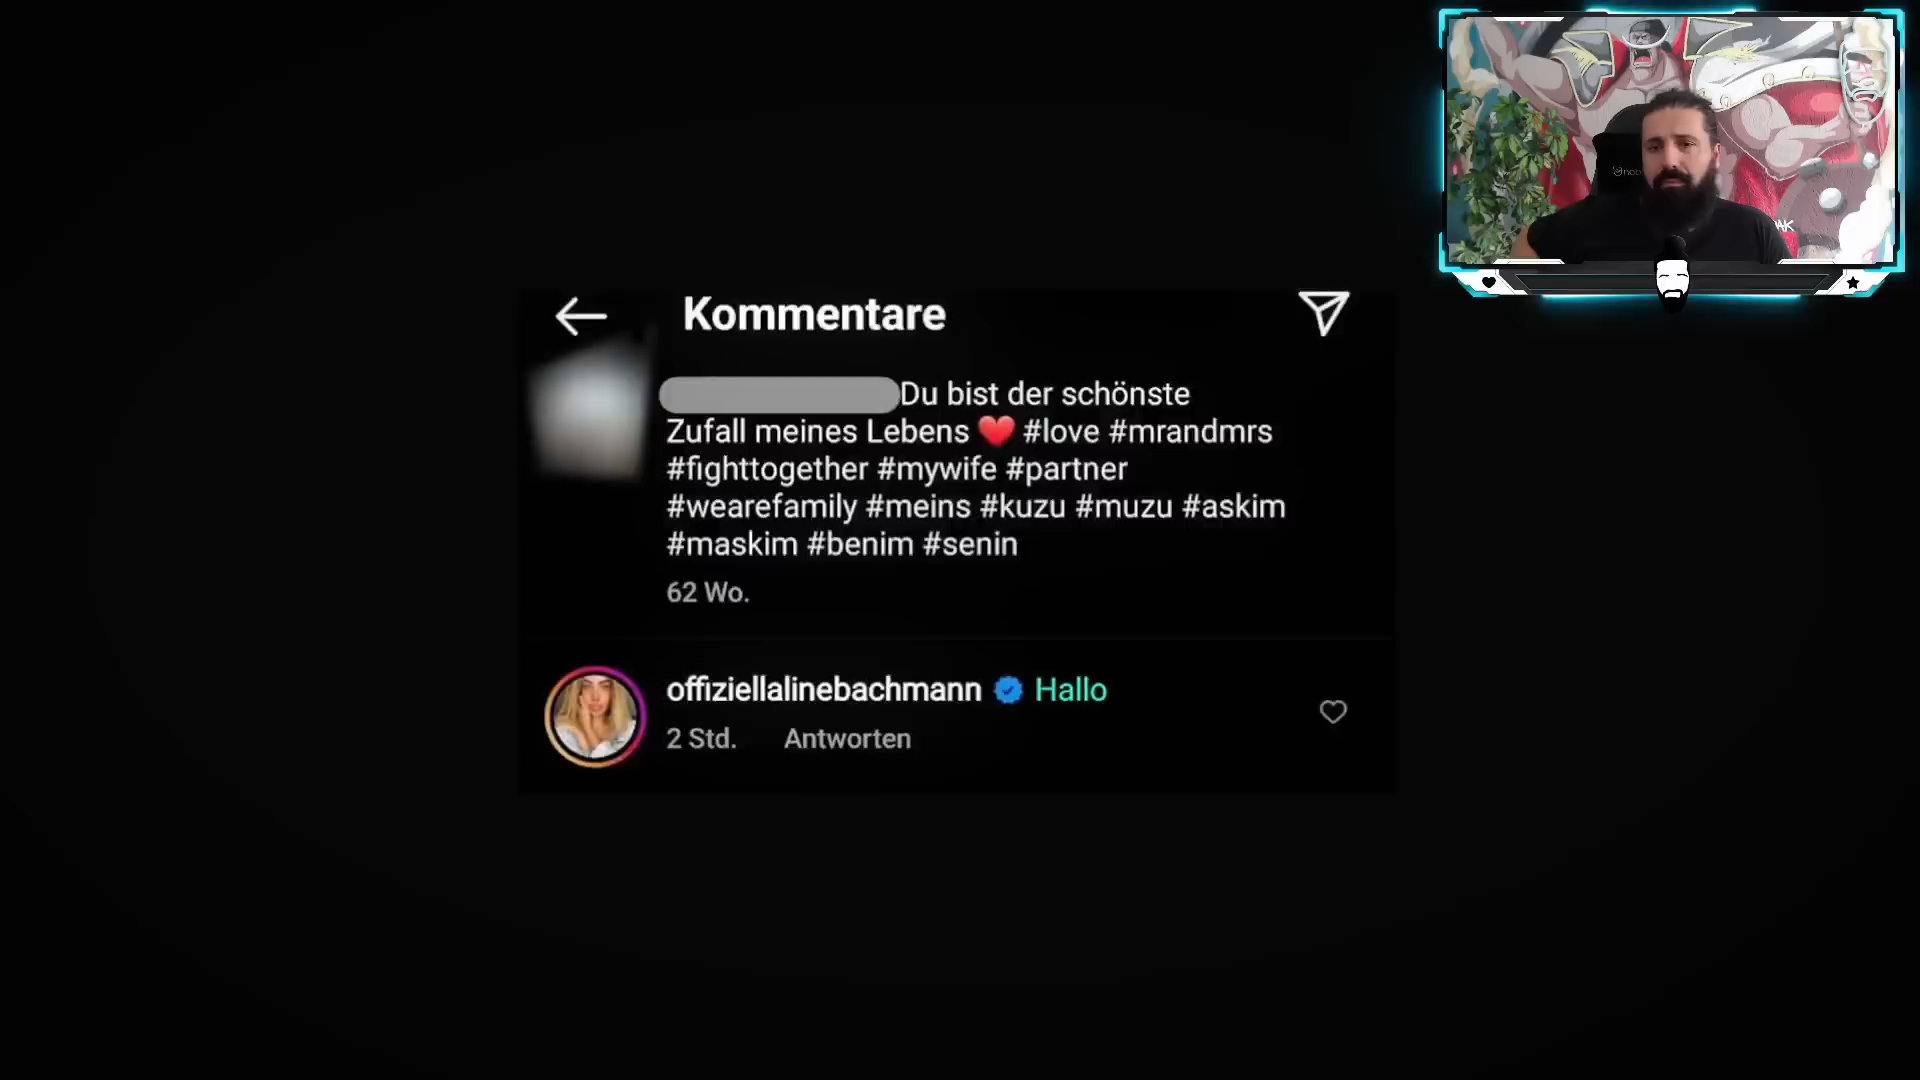 Kommentare
Du bist der schönste
Zufall meines Lebens ❤️ #love #mrandmrs
#fighttogether #mywife #partner
#wearefamily #meins #kuzu #muzu #askim
#maskim #benim #senin
62 Wo.
offiziellalinebachmann Hallo
2 Std. Antworten